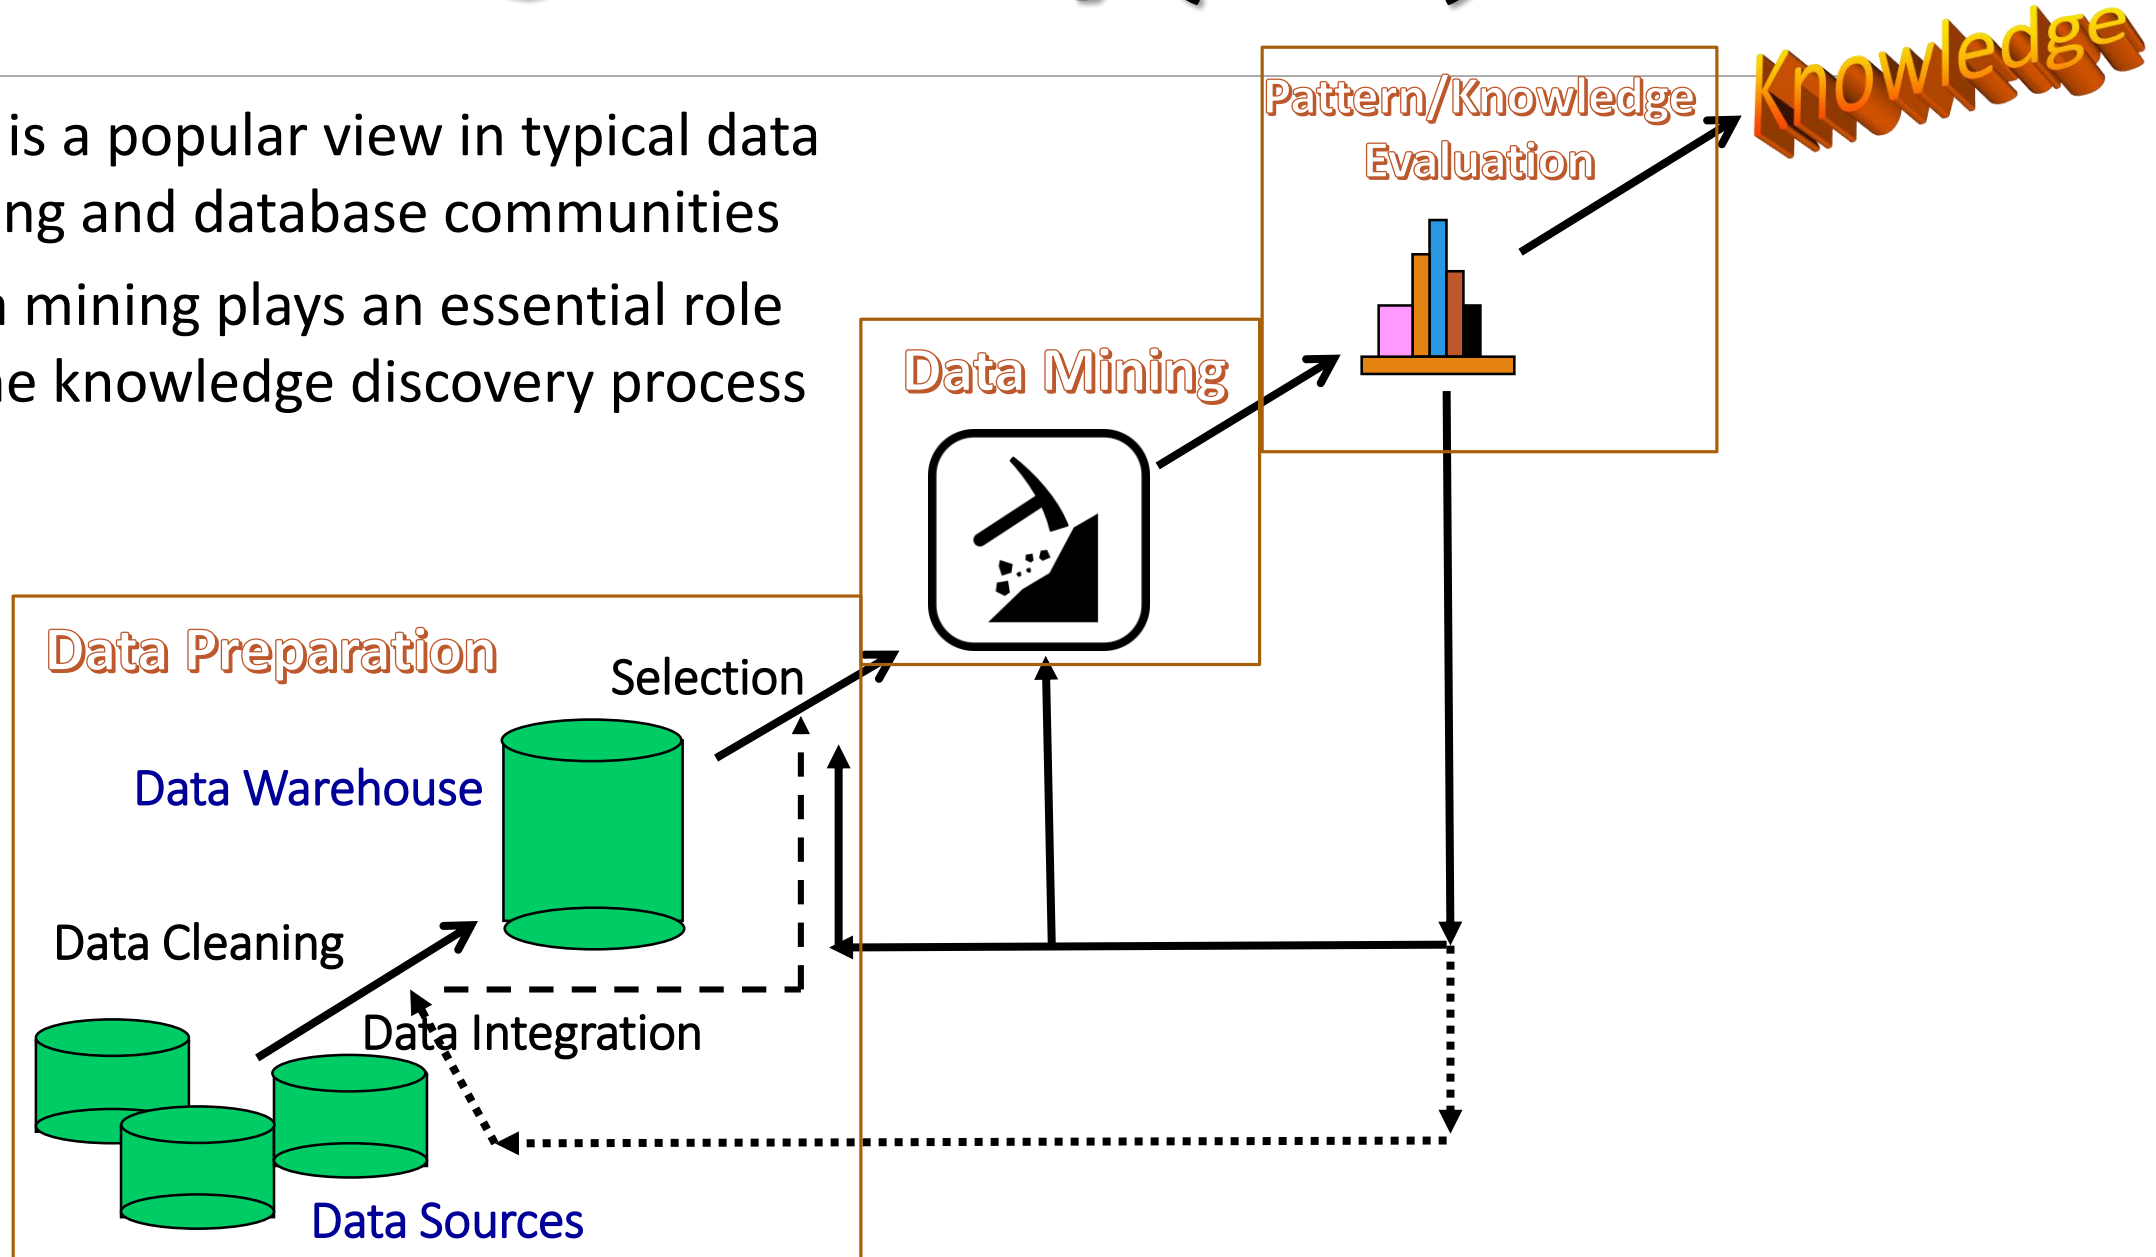 Knowledge
is a popular view in typical data
ng and database communities
mining plays an essential role
knowledge discovery process
Pattern/Knowledge
Evaluation
Data Mining
Data Preparation
Selection
Data Warehouse
Data Cleaning
Data Integration
Data Sources